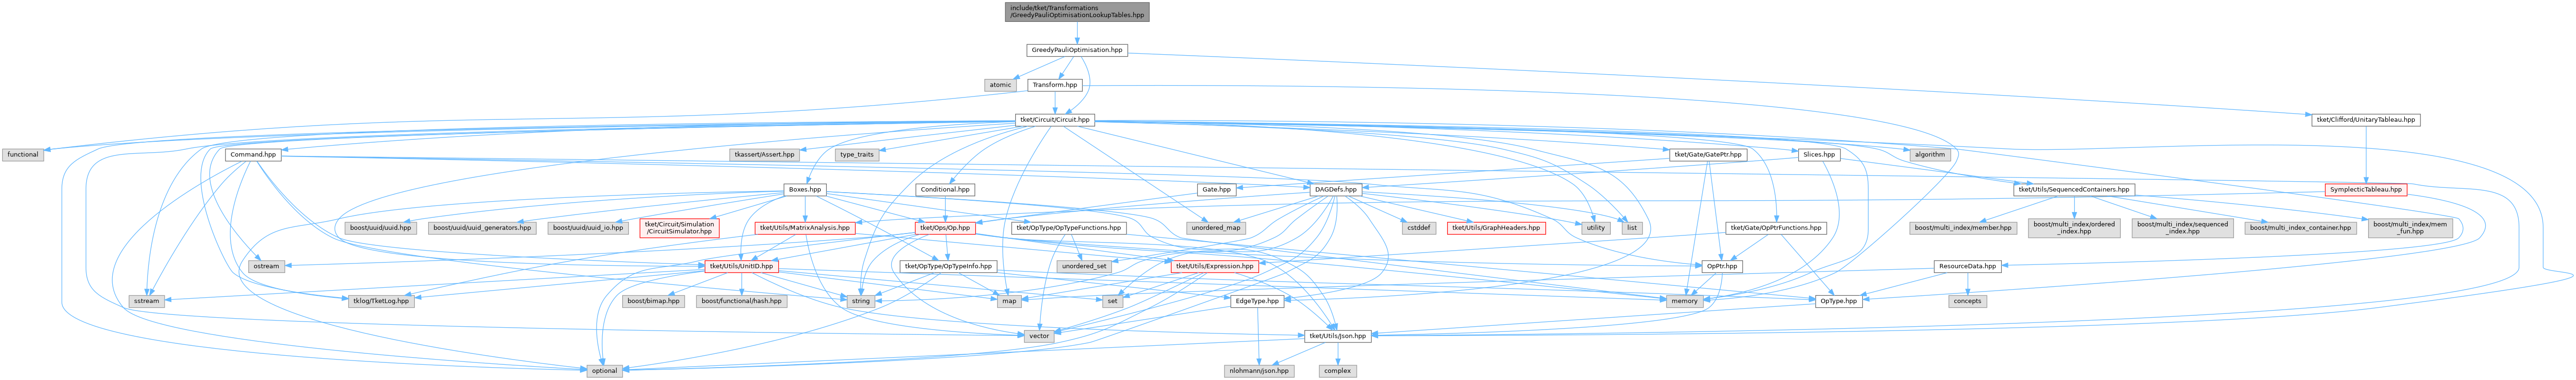 include/tket/Transformations
/GreedyPauliOptimisationLookupTables.hpp
GreedyPauliOptimisation.hpp
atomic
Transform.hpp
tket/Circuit/Circuit.hpp
tket/Clifford/UnitaryTableau.hpp
functional
Command.hpp
tkassert/Assert.hpp
type_traits
tket/Gate/GatePtr.hpp
Slices.hpp
algorithm
Boxes.hpp
Conditional.hpp
Gate.hpp
DAGDefs.hpp
tket/Utils/SequencedContainers.hpp
SymplecticTableau.hpp
boost/uuid/uuid.hpp
boost/uuid/uuid_generators.hpp
boost/uuid/uuid_io.hpp
tket/Circuit/Simulation
/CircuitSimulator.hpp
tket/Utils/MatrixAnalysis.hpp
tket/Ops/Op.hpp
tket/OpType/OpTypeFunctions.hpp
unordered_map
cstddef
tket/Utils/GraphHeaders.hpp
utility
list
tket/Gate/OpPtrFunctions.hpp
boost/multi_index/member.hpp
boost/multi_index/ordered
_index.hpp
boost/multi_index/sequenced
_index.hpp
boost/multi_index_container.hpp
boost/multi_index/mem
_fun.hpp
ostream
tket/Utils/UnitID.hpp
tket/OpType/OpTypeInfo.hpp
unordered_set
tket/Utils/Expression.hpp
OpPtr.hpp
ResourceData.hpp
sstream
tklog/TketLog.hpp
boost/bimap.hpp
boost/functional/hash.hpp
string
map
set
EdgeType.hpp
memory
OpType.hpp
concepts
vector
tket/Utils/Json.hpp
optional
nlohmann/json.hpp
complex